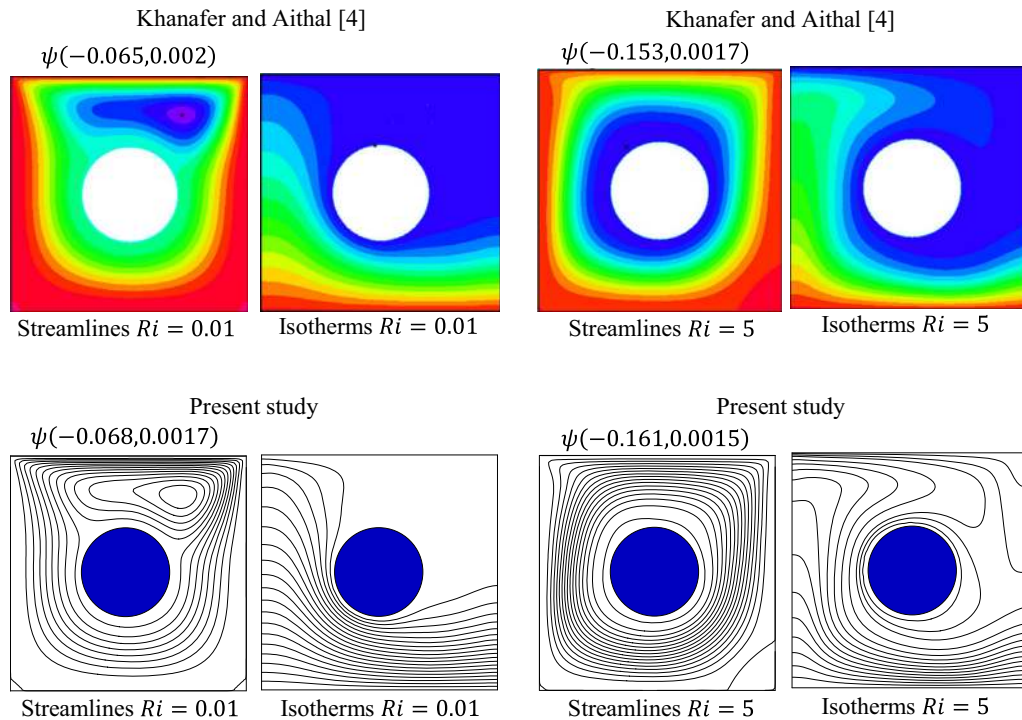 Khanafer and Aithal [4]
Khanafer and Aithal [4]
ψ(−0.065,0.002)
ψ(−0.153,0.0017)
Streamlines Ri = 0.01
Isotherms Ri = 0.01
Streamlines Ri = 5
Isotherms Ri = 5
Present study
Present study
ψ(−0.068,0.0017)
ψ(−0.161,0.0015)
Streamlines Ri = 0.01
Isotherms Ri = 0.01
Streamlines Ri = 5
Isotherms Ri = 5